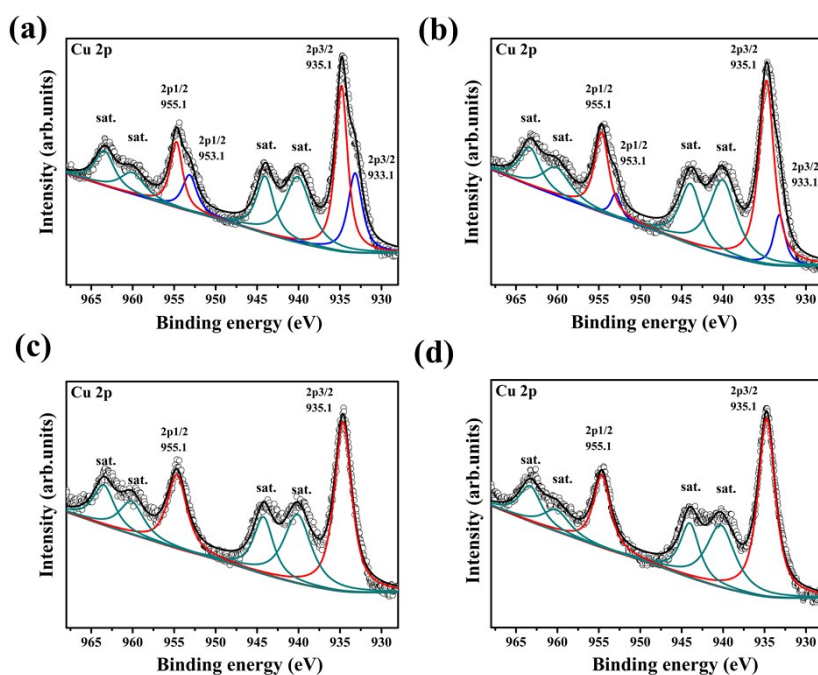 (a)
Cu 2p
2p3/2
935.1
2p1/2
955.1
2p1/2
953.1
2p3/2
933.1
sat.
sat.
sat.
sat.
Intensity (arb.units)
965 960 955 950 945 940 935 930
Binding energy (eV)
(b)
Cu 2p
2p3/2
935.1
2p1/2
955.1
2p1/2
953.1
2p3/2
933.1
sat.
sat.
sat.
sat.
Intensity (arb.units)
965 960 955 950 945 940 935 930
Binding energy (eV)
(c)
Cu 2p
2p3/2
935.1
2p1/2
955.1
sat.
sat.
sat.
sat.
Intensity (arb.units)
965 960 955 950 945 940 935 930
Binding energy (eV)
(d)
Cu 2p
2p3/2
935.1
2p1/2
955.1
sat.
sat.
sat.
sat.
Intensity (arb.units)
965 960 955 950 945 940 935 930
Binding energy (eV)